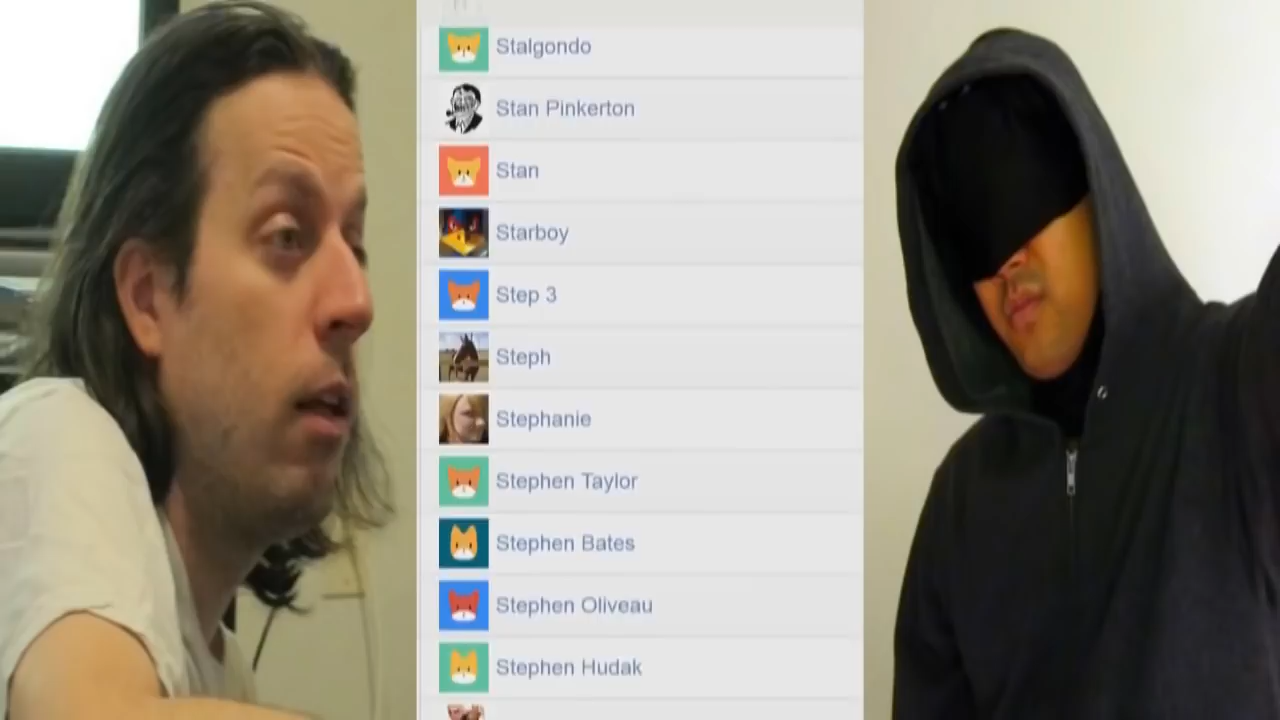 Stalgondo
Stan Pinkerton
Stan
Starboy
Step 3
Steph
Stephanie
Stephen Taylor
Stephen Bates
Stephen Oliveau
Stephen Hudak